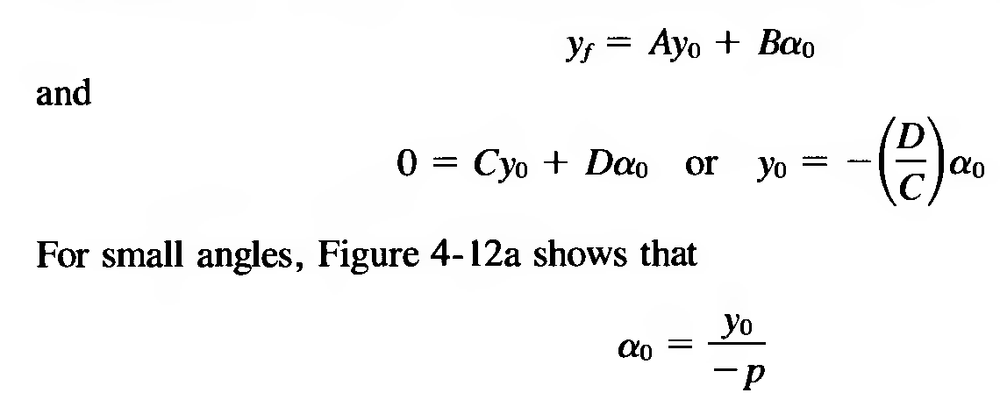 y_f = Ay_0 + Bα_0
and
0 = Cy_0 + Dα_0 or y_0 = -(D/C)α_0
For small angles, Figure 4-12a shows that
α_0 = y_0/-p